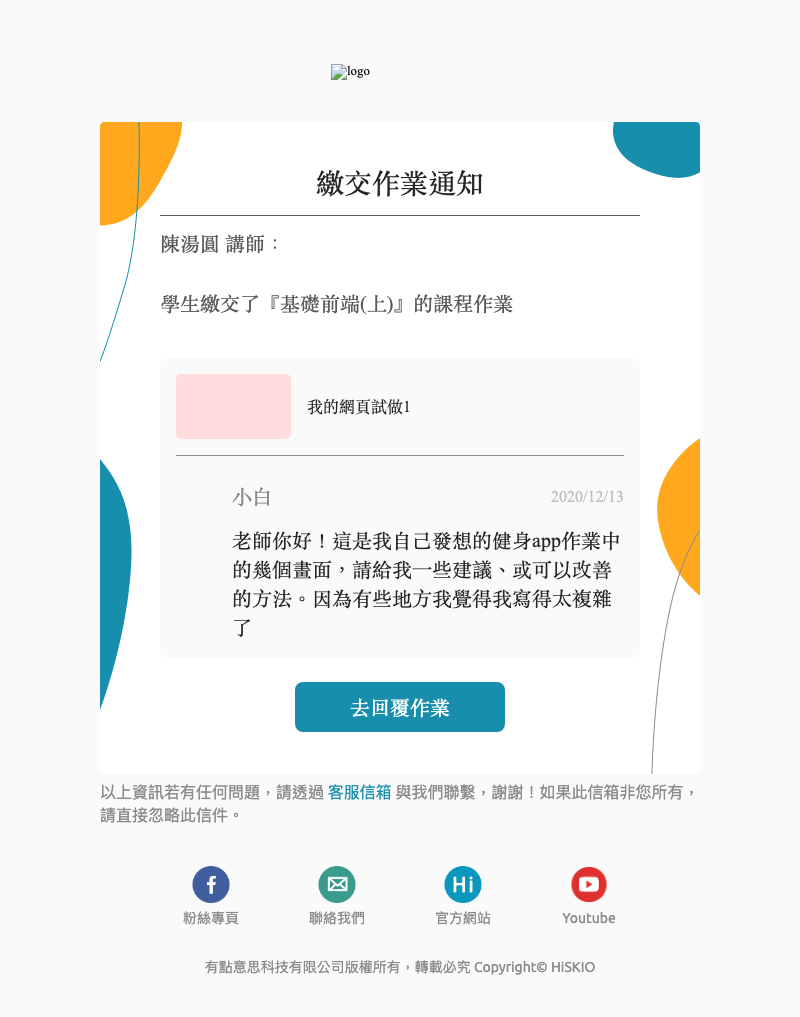 logo
繳交作業通知
陳湯圓 講師：
學生繳交了『基礎前端(上)』的課程作業
我的網頁試做1
小白
2020/12/13
老師你好！這是我自己發想的健身app作業中
的幾個畫面，請給我一些建議、或可以改善
的方法。因為有些地方我覺得我寫得太複雜
了
去回覆作業
以上資訊若有任何問題，請透過 客服信箱 與我們聯繫，謝謝！如果此信箱非您所有，
請直接忽略此信件。
Hi
粉絲專頁
聯絡我們
官方網站
Youtube
有點意思科技有限公司版權所有，轉載必究 Copyright© HiSKIO